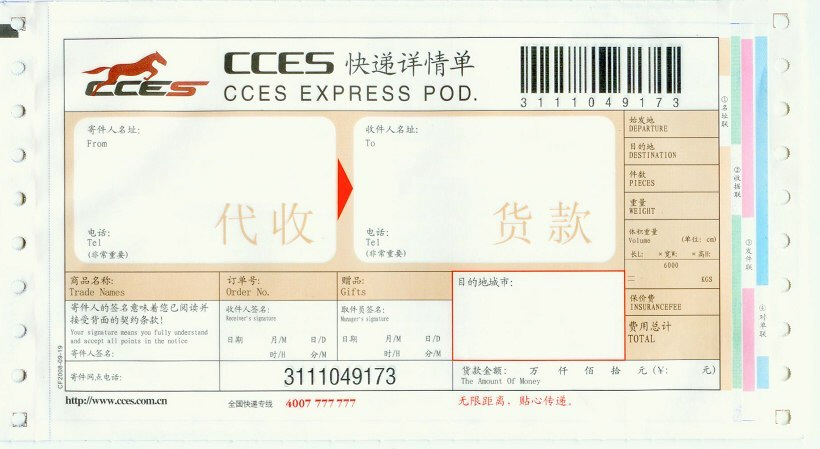 CCES
CCES 快递详情单
CCES EXPRESS POD.
3111049173
寄件人名址:
From
电话:
Tel
(非常重要)
代收
收件人名址:
To
电话:
Tel
(非常重要)
货款
始发地
DEPARTURE
目的地
DESTINATION
件数
PIECES
重量
WEIGHT
体积重量
Volume (单位: cm)
长L: ×宽W: ×高H:
6000
= KGS
保价费
INSURANCEFEE
费用总计
TOTAL
商品名称:
Trade Names
订单号:
Order No.
赠品:
Gifts
目的地城市:
寄件人的签名意味着您已阅读并
接受背面的契约条款!
Your signature means you fully understand
and accept all points in the notice
寄件人签名:
收件人签名:
Receiver's signature
日期 月/M 日/D
时/H 分/M
取件员签名:
Manager's signature
日期 月/M 日/D
时/H 分/M
寄件网点电话:
3111049173
货款金额: 万 仟 佰 拾 元(¥: 元)
The Amount Of Money
http://www.cces.com.cn
全国快递专线 4007 777 777
无限距离, 贴心传递。
CF2008-09-19
①名址联
②收据联
③发件联
④对单联